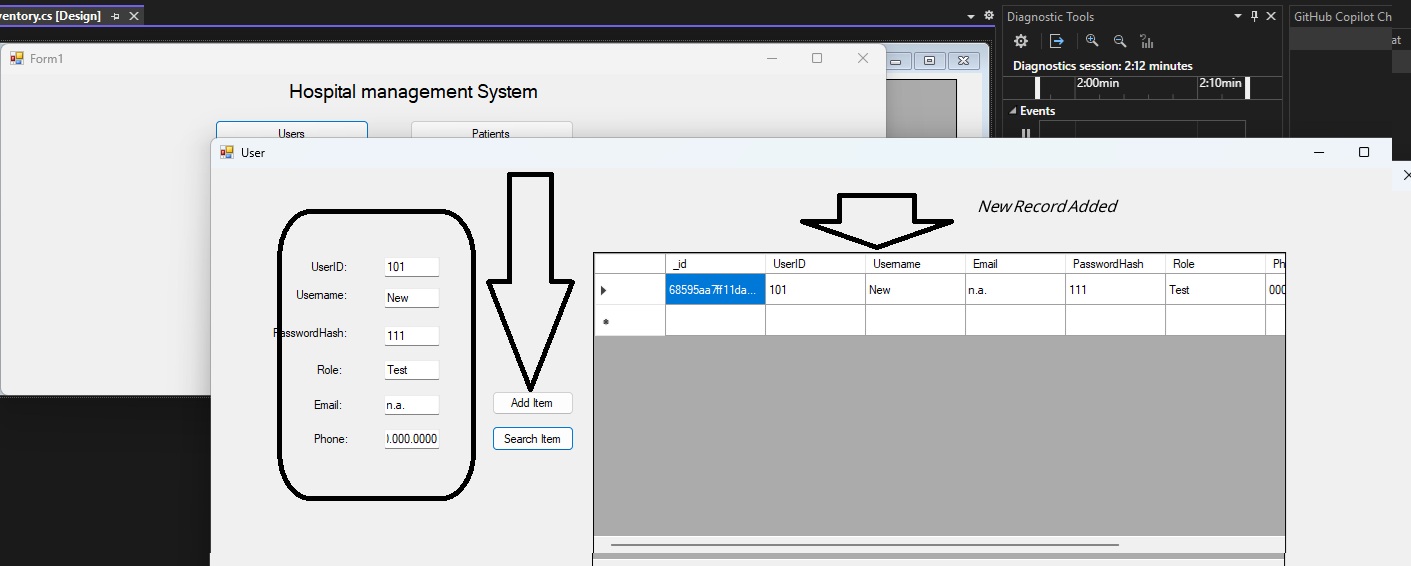 ventory.cs [Design]
Diagnostic Tools
GitHub Copilot Ch
at
Form1
Diagnostics session: 2:12 minutes
Hospital management System
2:00min
2:10min
Events
Users
Patients
User
New Record Added
UserID:
101
Username:
New
PasswordHash:
111
Role:
Test
Email:
n.a.
Phone:
).000.0000
Add Item
Search Item
_id UserID Username Email PasswordHash Role Ph
68595aa7ff11da... 101 New n.a. 111 Test 000